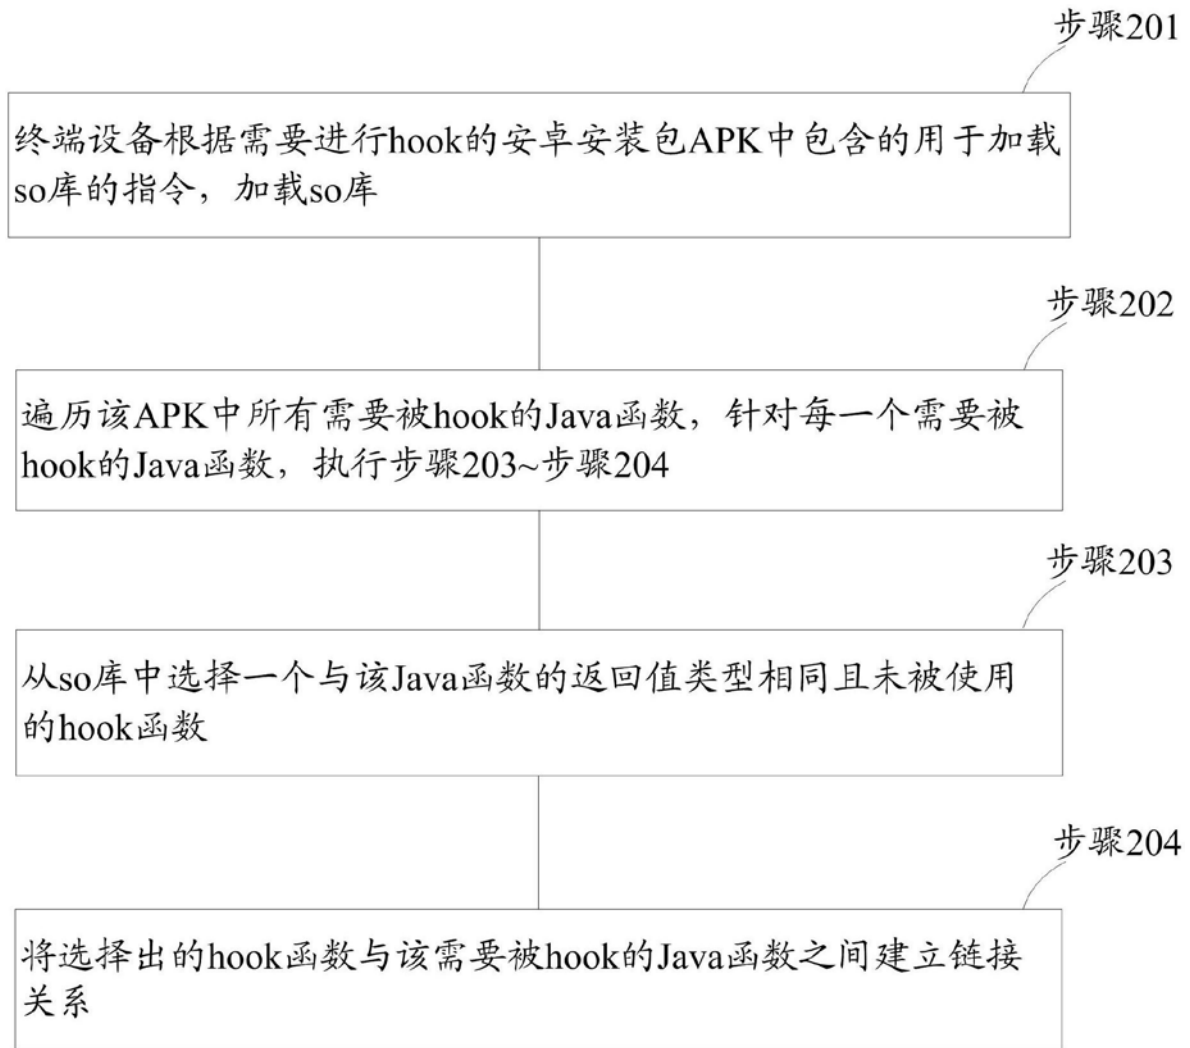 步骤201
终端设备根据需要进行hook的安卓安装包APK中包含的用于加载
so库的指令，加载so库
步骤202
遍历该APK中所有需要被hook的Java函数，针对每一个需要被
hook的Java函数，执行步骤203~步骤204
步骤203
从so库中选择一个与该Java函数的返回值类型相同且未被使用
的hook函数
步骤204
将选择出的hook函数与该需要被hook的Java函数之间建立链接
关系